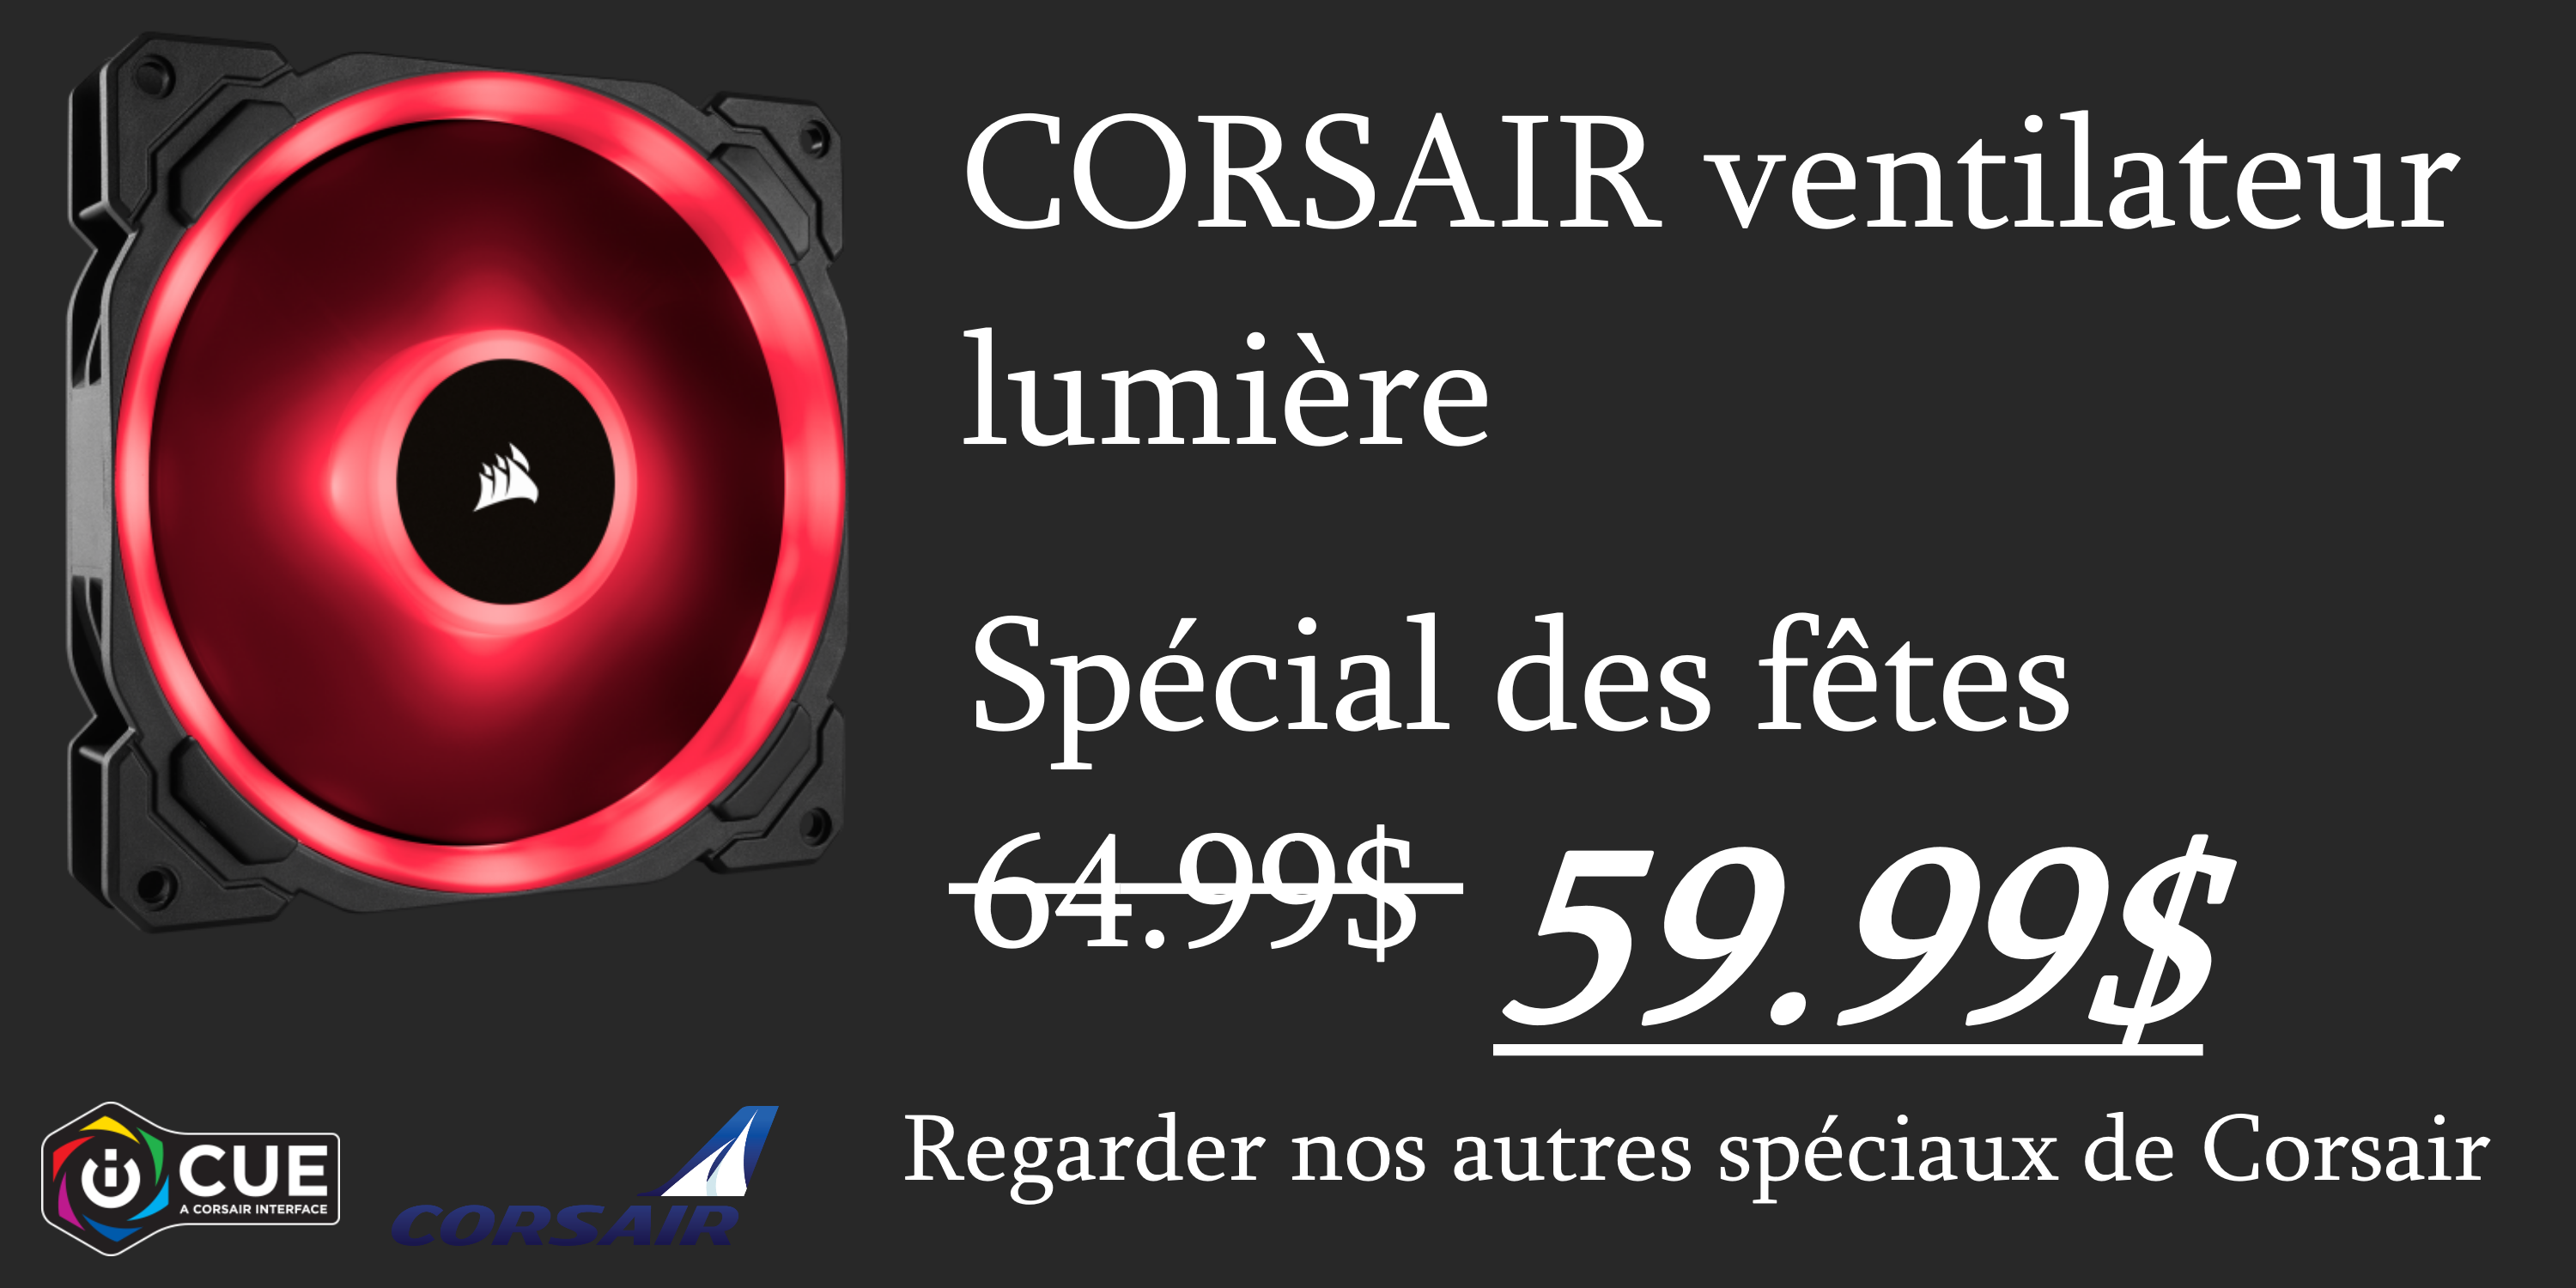 CORSAIR ventilateur
lumière
Spécial des fêtes
64.99$ 59.99$
Regarder nos autres spéciaux de Corsair
iCUE
A CORSAIR INTERFACE
CORSAIR